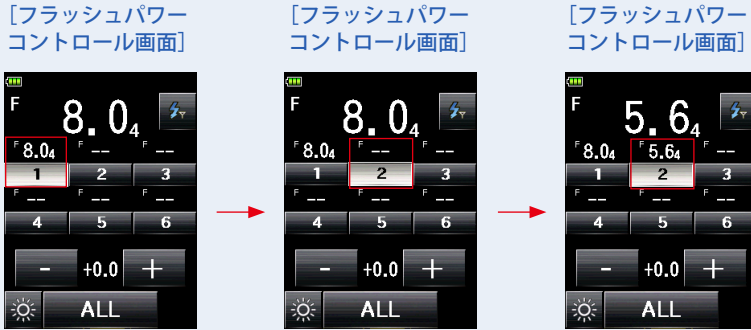 [フラッシュパワー
コントロール画面]
F 8.04
F 8.04 F -- F --
1 2 3
F -- F -- F --
4 5 6
- +0.0 +
ALL
[フラッシュパワー
コントロール画面]
F 8.04
F 8.04 F -- F --
1 2 3
F -- F -- F --
4 5 6
- +0.0 +
ALL
[フラッシュパワー
コントロール画面]
F 5.64
F 8.04 F 5.64 F --
1 2 3
F -- F -- F --
4 5 6
- +0.0 +
ALL